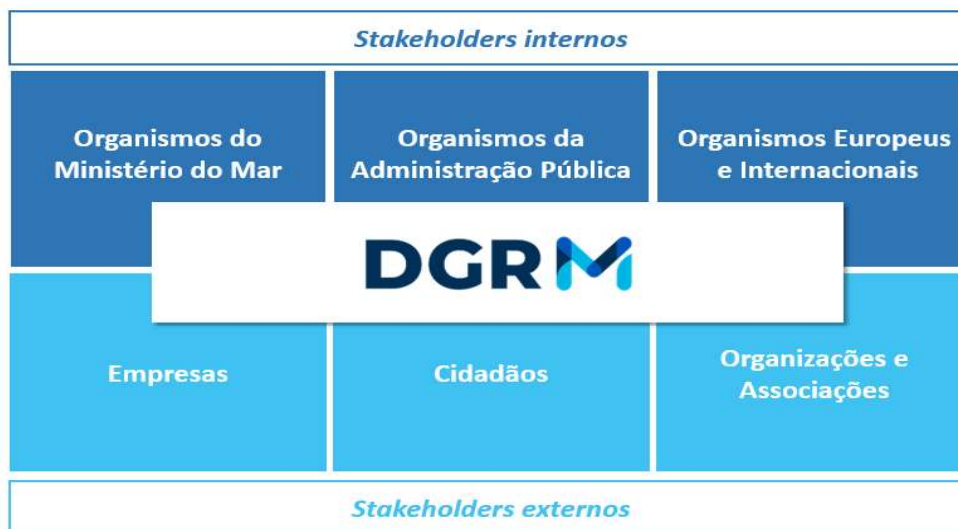 Stakeholders internos
Organismos do
Ministério do Mar
Organismos da
Administração Pública
Organismos Europeus
e Internacionais
DGRM
Empresas
Cidadãos
Organizações e
Associações
Stakeholders externos